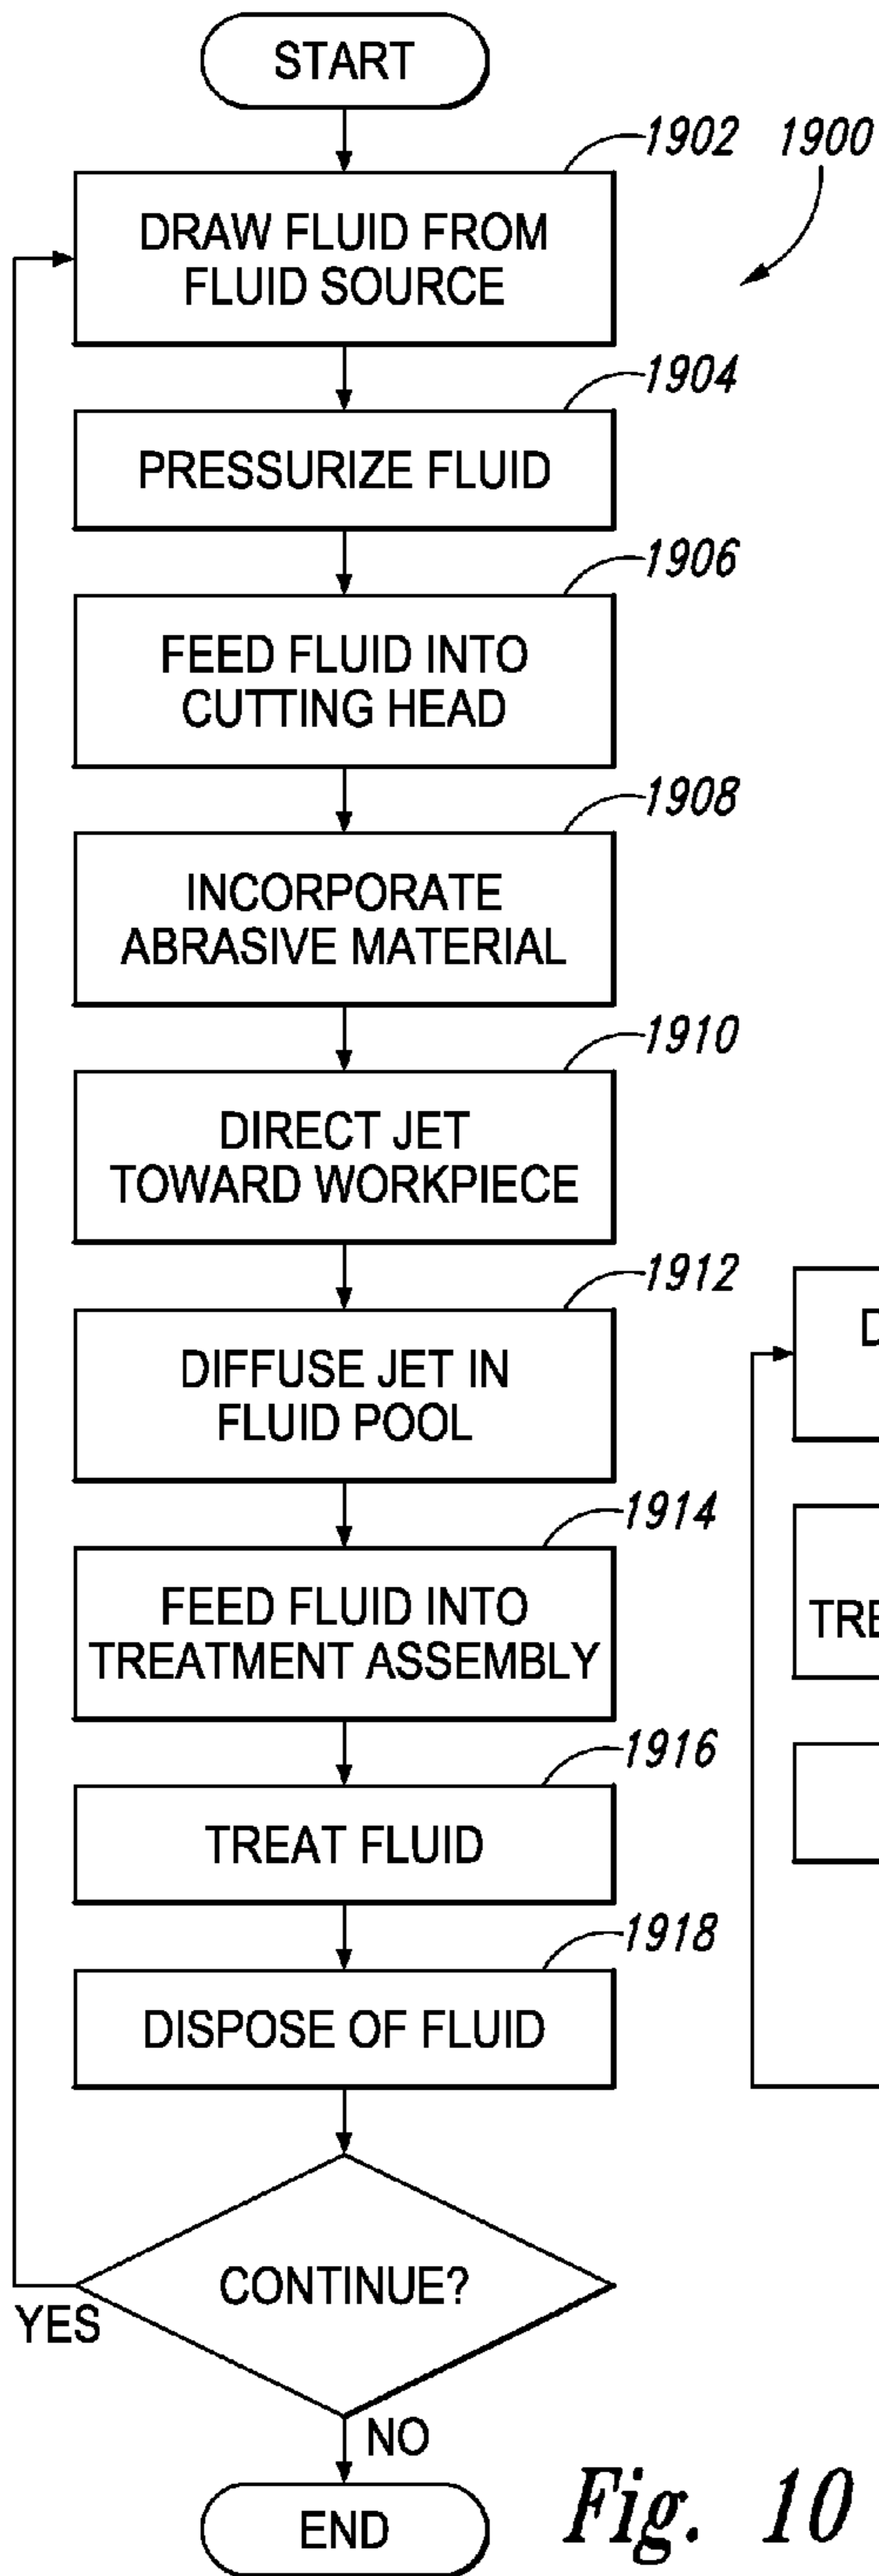 START
1902
1900
DRAW FLUID FROM
FLUID SOURCE
1904
PRESSURIZE FLUID
1906
FEED FLUID INTO
CUTTING HEAD
1908
INCORPORATE
ABRASIVE MATERIAL
1910
DIRECT JET
TOWARD WORKPIECE
1912
DIFFUSE JET IN
FLUID POOL
1914
FEED FLUID INTO
TREATMENT ASSEMBLY
1916
TREAT FLUID
1918
DISPOSE OF FLUID
CONTINUE?
YES
NO
END
Fig. 10